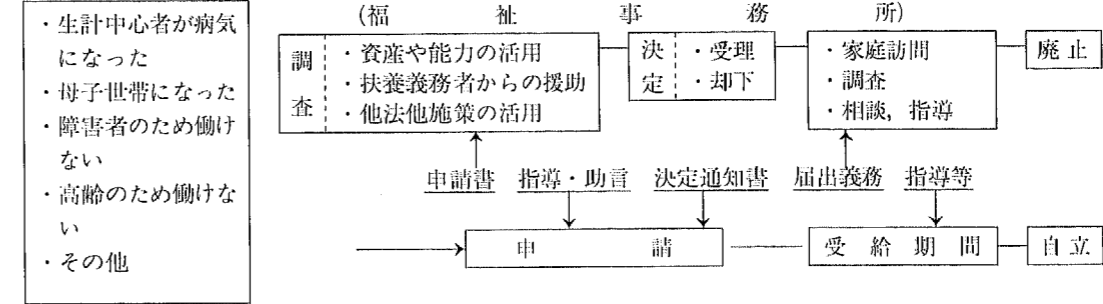 ・生計中心者が病気
になった
・母子世帯になった
・障害者のため働け
ない
・高齢のため働けな
い
・その他
(福祉事務所)
調査
・資産や能力の活用
・扶養義務者からの援助
・他法他施策の活用
決定
・受理
・却下
・家庭訪問
・調査
・相談，指導
廃止
申請書 指導・助言 決定通知書 届出義務 指導等
申請
受給期間
自立